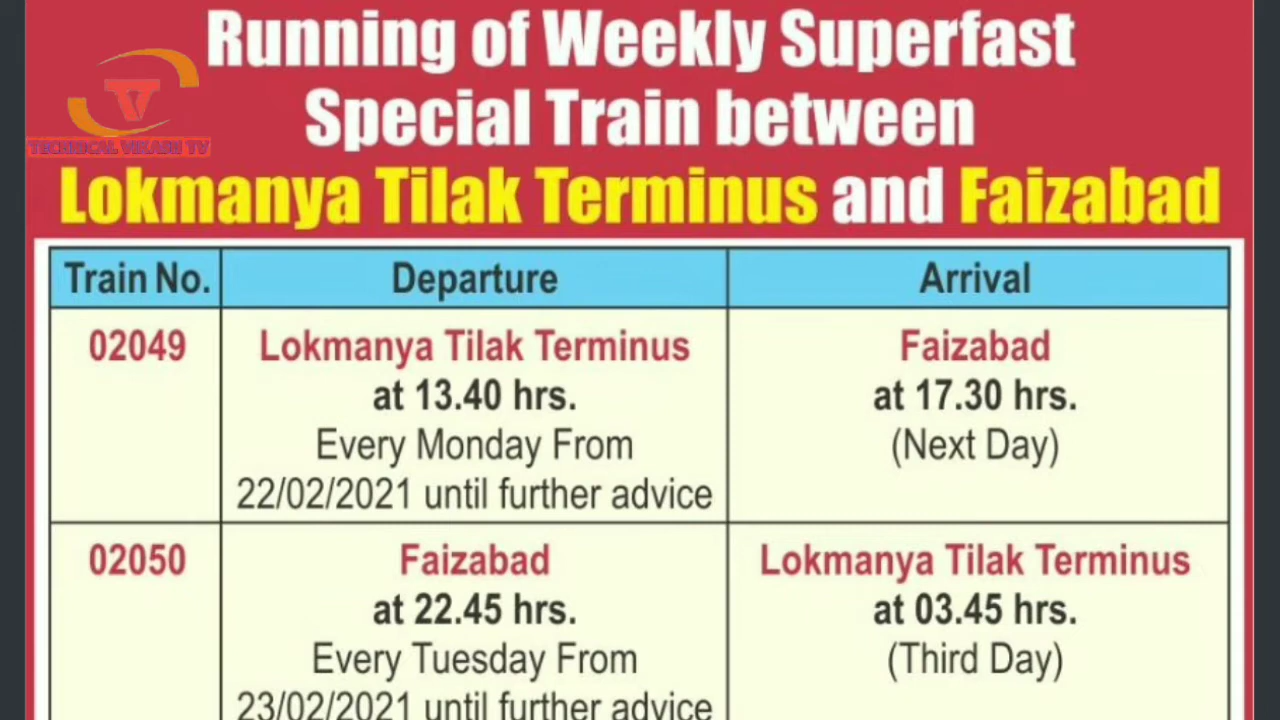 Running of Weekly Superfast
TECHNICAL VIKASH TV
Special Train between
Lokmanya Tilak Terminus and Faizabad
Train No. Departure Arrival
02049 Lokmanya Tilak Terminus Faizabad
at 13.40 hrs. at 17.30 hrs.
Every Monday From (Next Day)
22/02/2021 until further advice
02050 Faizabad Lokmanya Tilak Terminus
at 22.45 hrs. at 03.45 hrs.
Every Tuesday From (Third Day)
23/02/2021 until further advice